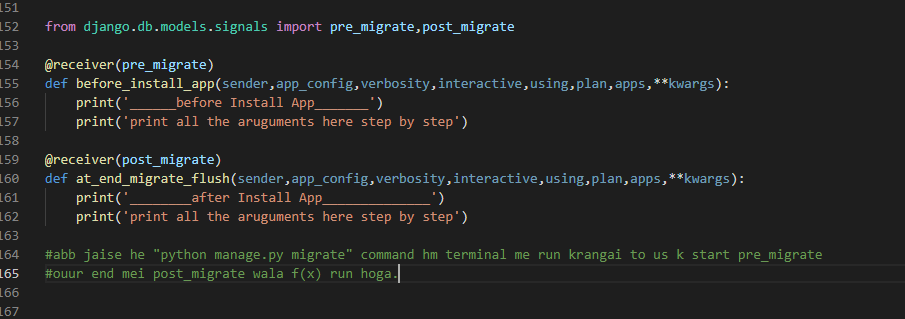 151
152 from django.db.models.signals import pre_migrate,post_migrate
153
154 @receiver(pre_migrate)
155 def before_install_app(sender,app_config,verbosity,interactive,using,plan,apps,**kwargs):
156 print('______before Install App_______')
157 print('print all the aruguments here step by step')
158
159 @receiver(post_migrate)
160 def at_end_migrate_flush(sender,app_config,verbosity,interactive,using,plan,apps,**kwargs):
161 print('________after Install App______________')
162 print('print all the aruguments here step by step')
163
164 #abb jaise he "python manage.py migrate" command hm terminal me run krangai to us k start pre_migrate
165 #ouur end mei post_migrate wala f(x) run hoga.
166
167